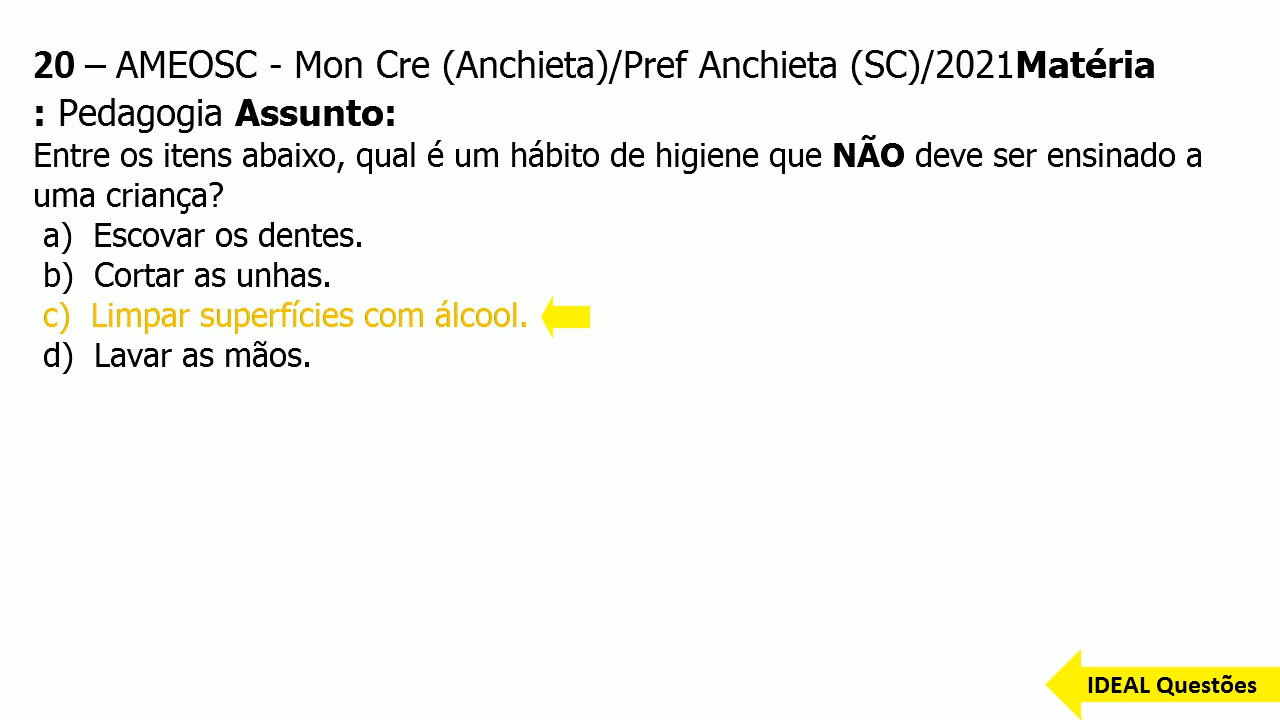 20 – AMEOSC - Mon Cre (Anchieta)/Pref Anchieta (SC)/2021Matéria
: Pedagogia Assunto:
Entre os itens abaixo, qual é um hábito de higiene que NÃO deve ser ensinado a
uma criança?
a) Escovar os dentes.
b) Cortar as unhas.
c) Limpar superfícies com álcool.
d) Lavar as mãos.
IDEAL Questões